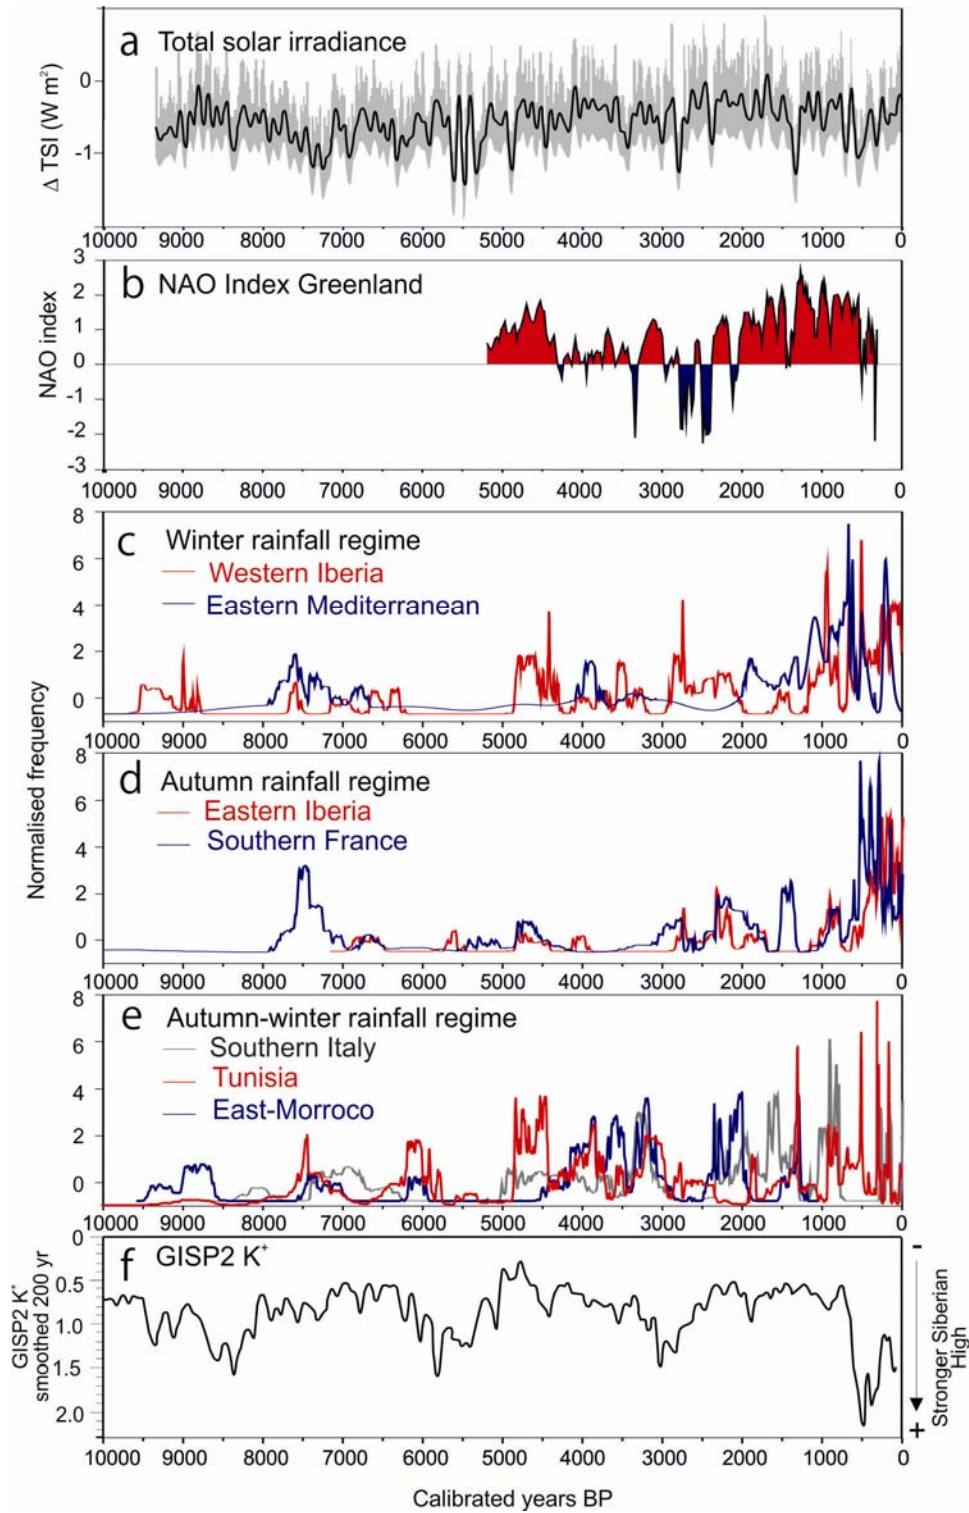 a Total solar irradiance
Δ TSI (W m²)
0
-1
10000 9000 8000 7000 6000 5000 4000 3000 2000 1000 0
b NAO Index Greenland
NAO index
3
2
1
0
-1
-2
-3
10000 9000 8000 7000 6000 5000 4000 3000 2000 1000 0
Normalised frequency
c Winter rainfall regime
Western Iberia
Eastern Mediterranean
8
6
4
2
0
10000 9000 8000 7000 6000 5000 4000 3000 2000 1000 0
d Autumn rainfall regime
Eastern Iberia
Southern France
8
6
4
2
0
10000 9000 8000 7000 6000 5000 4000 3000 2000 1000 0
e Autumn-winter rainfall regime
Southern Italy
Tunisia
East-Morroco
8
6
4
2
0
10000 9000 8000 7000 6000 5000 4000 3000 2000 1000 0
f GISP2 K⁺
GISP2 K⁺
smoothed 200 yr
0
0.5
1.0
1.5
2.0
-
Stronger Siberian
High
+
10000 9000 8000 7000 6000 5000 4000 3000 2000 1000 0
Calibrated years BP